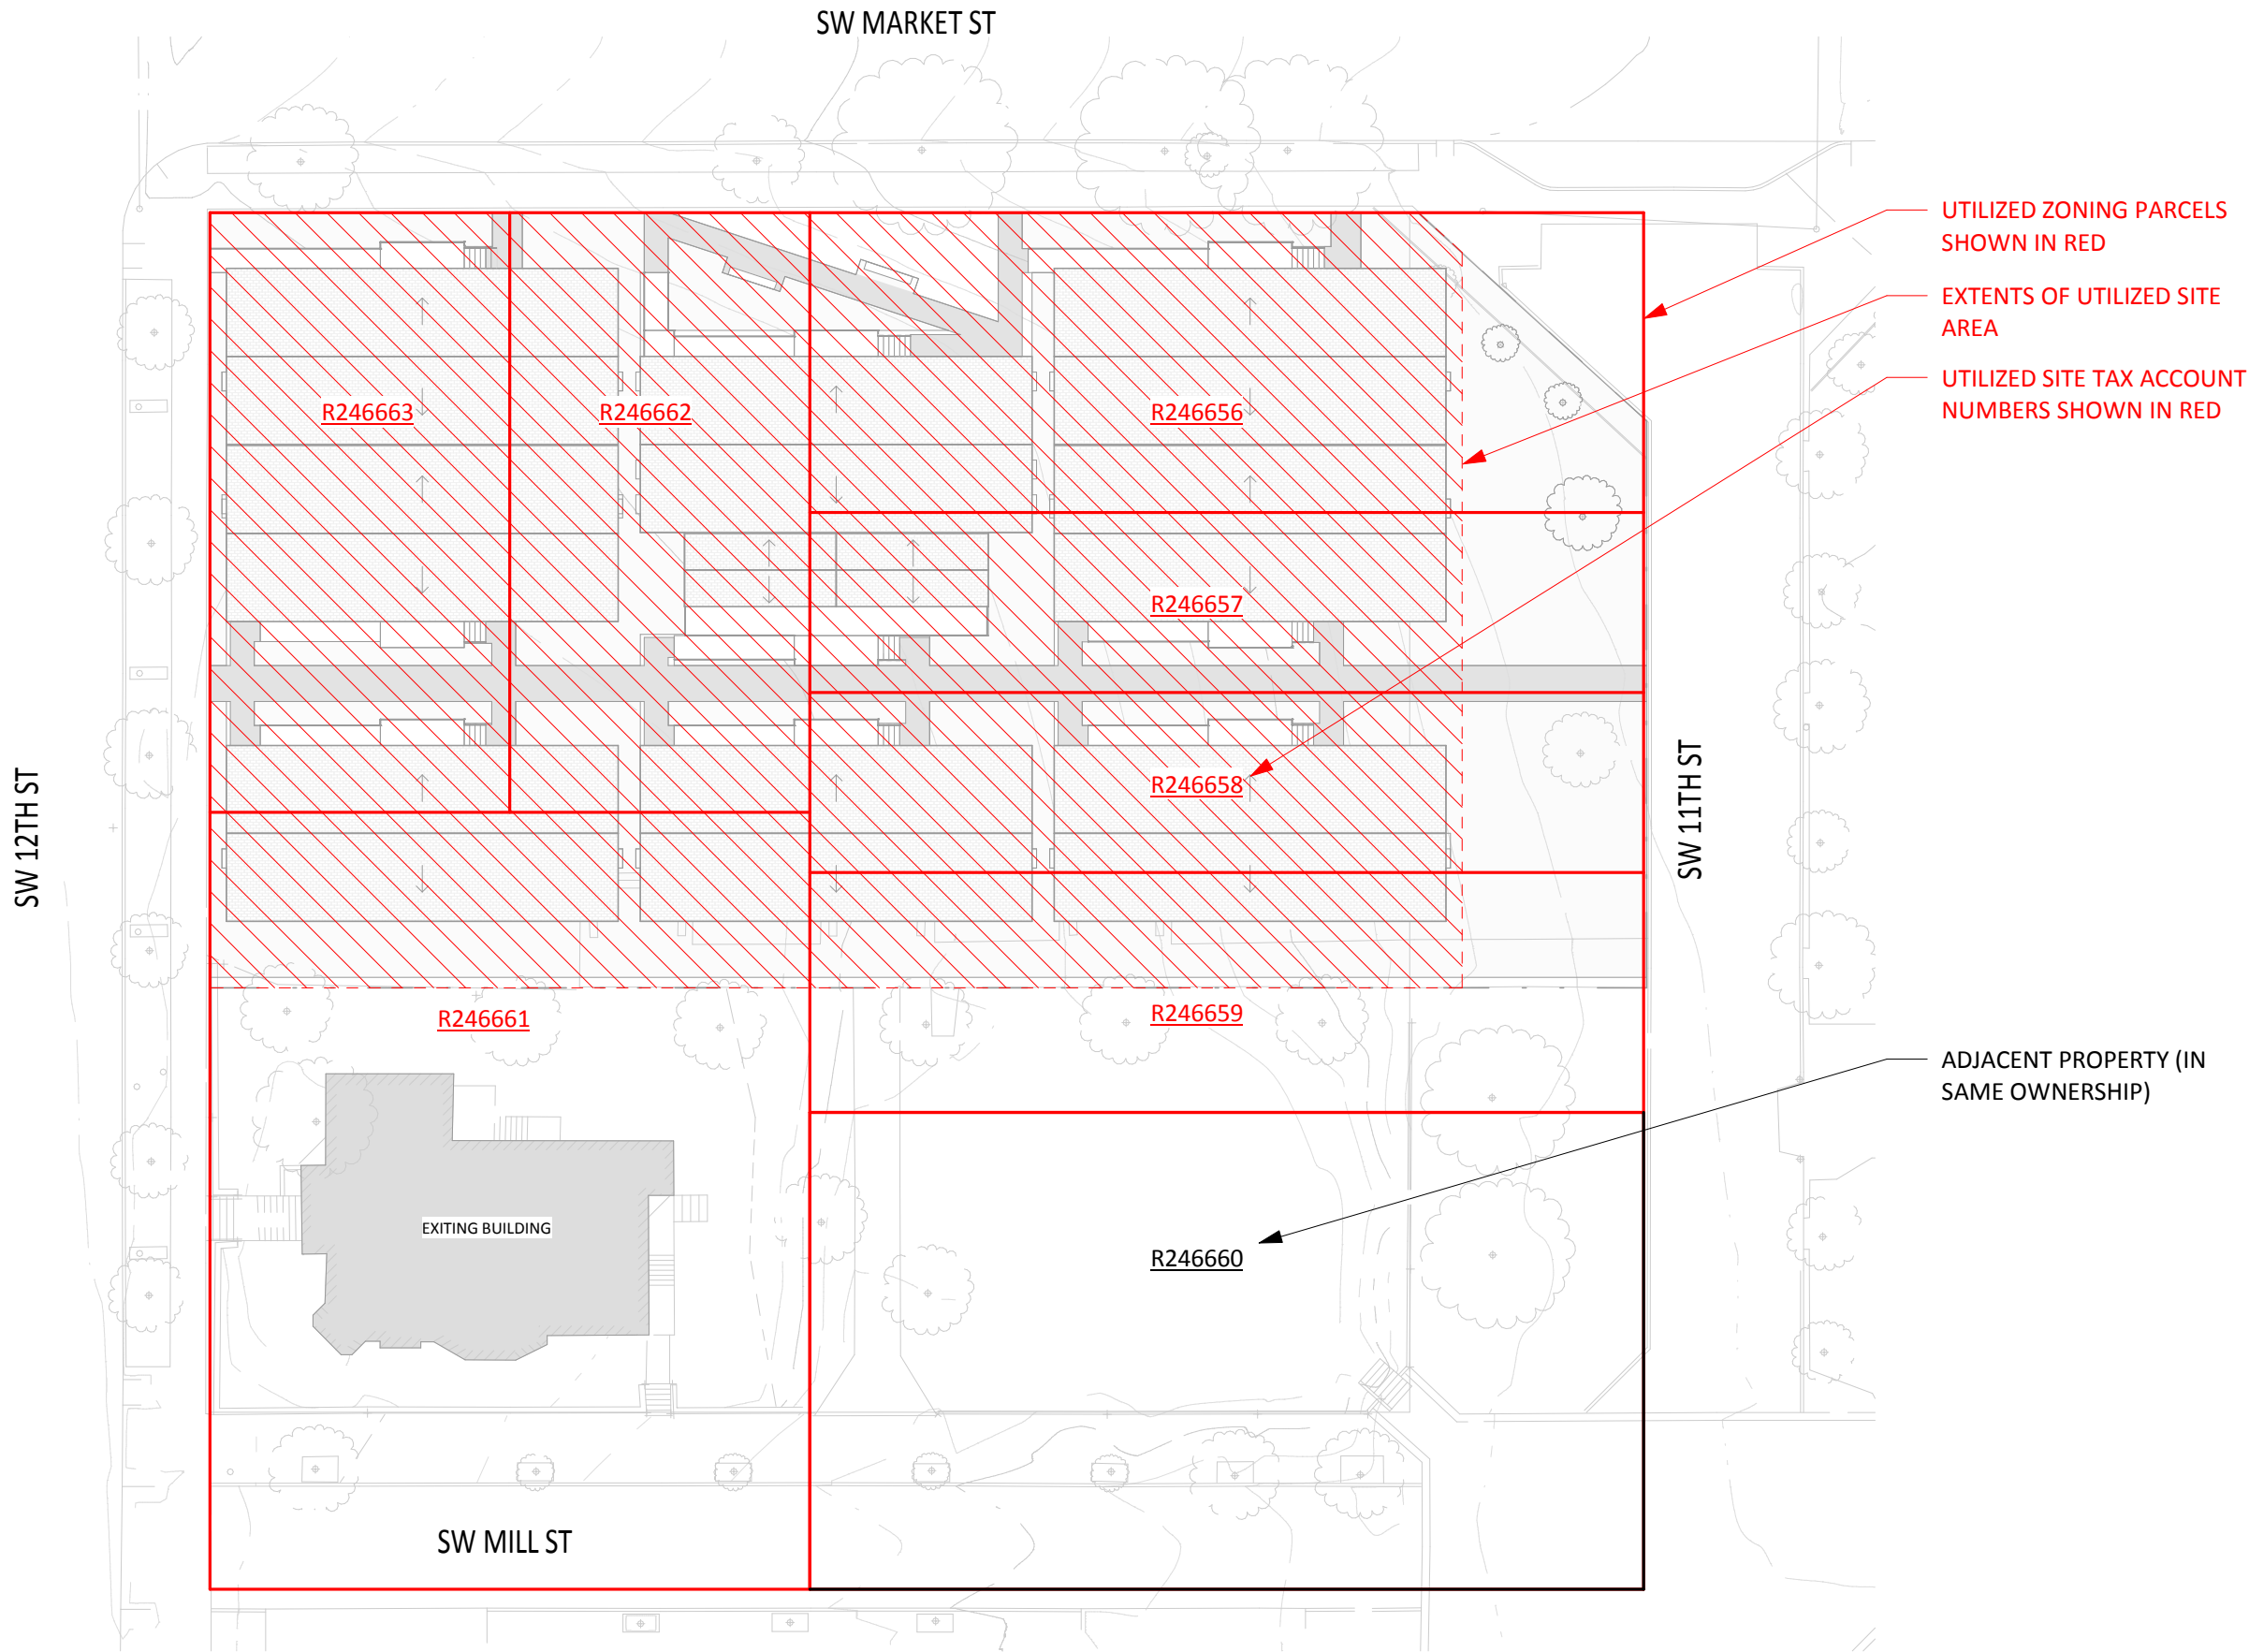 SW MARKET ST
UTILIZED ZONING PARCELS
SHOWN IN RED
EXTENTS OF UTILIZED SITE
AREA
UTILIZED SITE TAX ACCOUNT
NUMBERS SHOWN IN RED
R246663
R246662
R246656
R246657
R246658
SW 12TH ST
SW 11TH ST
R246661
R246659
ADJACENT PROPERTY (IN
SAME OWNERSHIP)
EXITING BUILDING
R246660
SW MILL ST